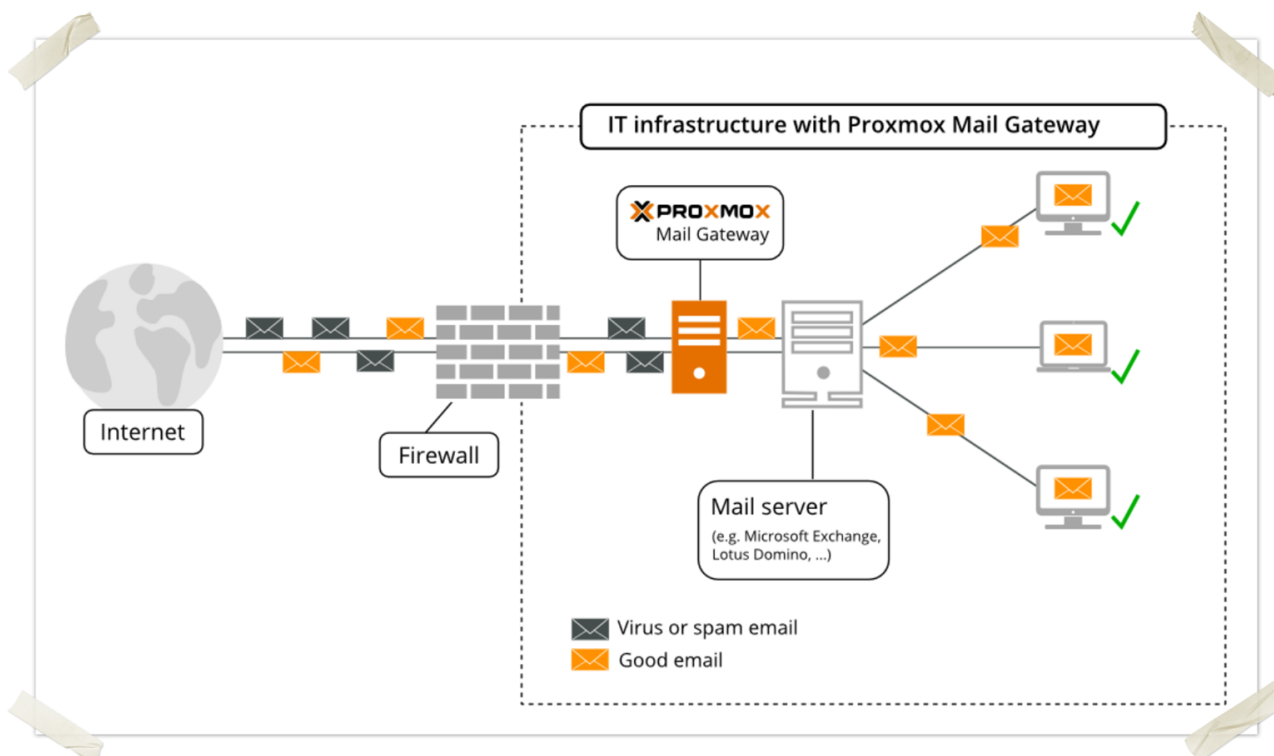 IT infrastructure with Proxmox Mail Gateway
PROXMOX
Mail Gateway
Internet
Firewall
Mail server
(e.g. Microsoft Exchange,
Lotus Domino, ...)
Virus or spam email
Good email